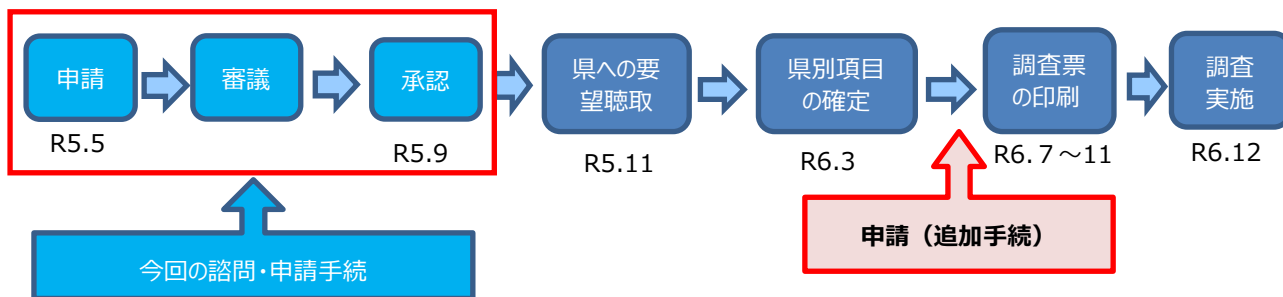 申請
審議
承認
県への要
望聴取
県別項目
の確定
調査票
の印刷
調査
実施
R5.5
R5.9
R5.11
R6.3
R6. 7～11
R6.12
申請（追加手続）
今回の諮問・申請手続